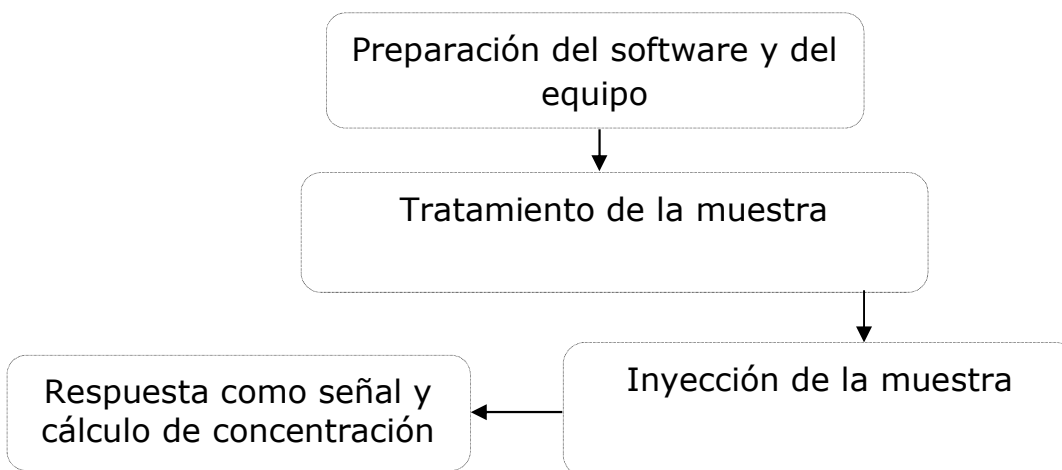 Preparación del software y del
equipo
Tratamiento de la muestra
Inyección de la muestra
Respuesta como señal y
cálculo de concentración